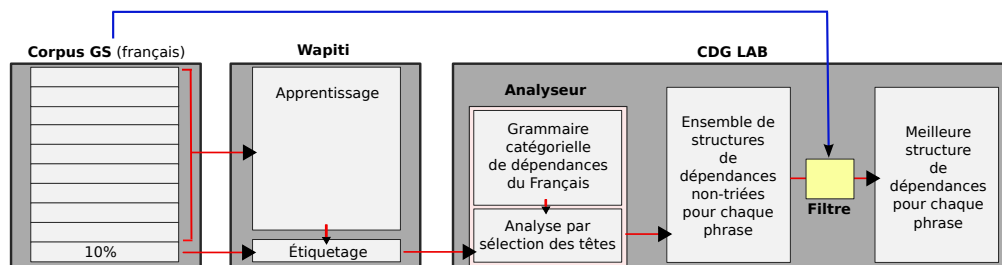 Corpus GS (français)
10%
Wapiti
Apprentissage
Étiquetage
CDG LAB
Analyseur
Grammaire
catégorielle
de dépendances
du Français
Analyse par
sélection des têtes
Ensemble de
structures
de
dépendances
non-triées
pour chaque
phrase
Filtre
Meilleure
structure
de
dépendances
pour chaque
phrase